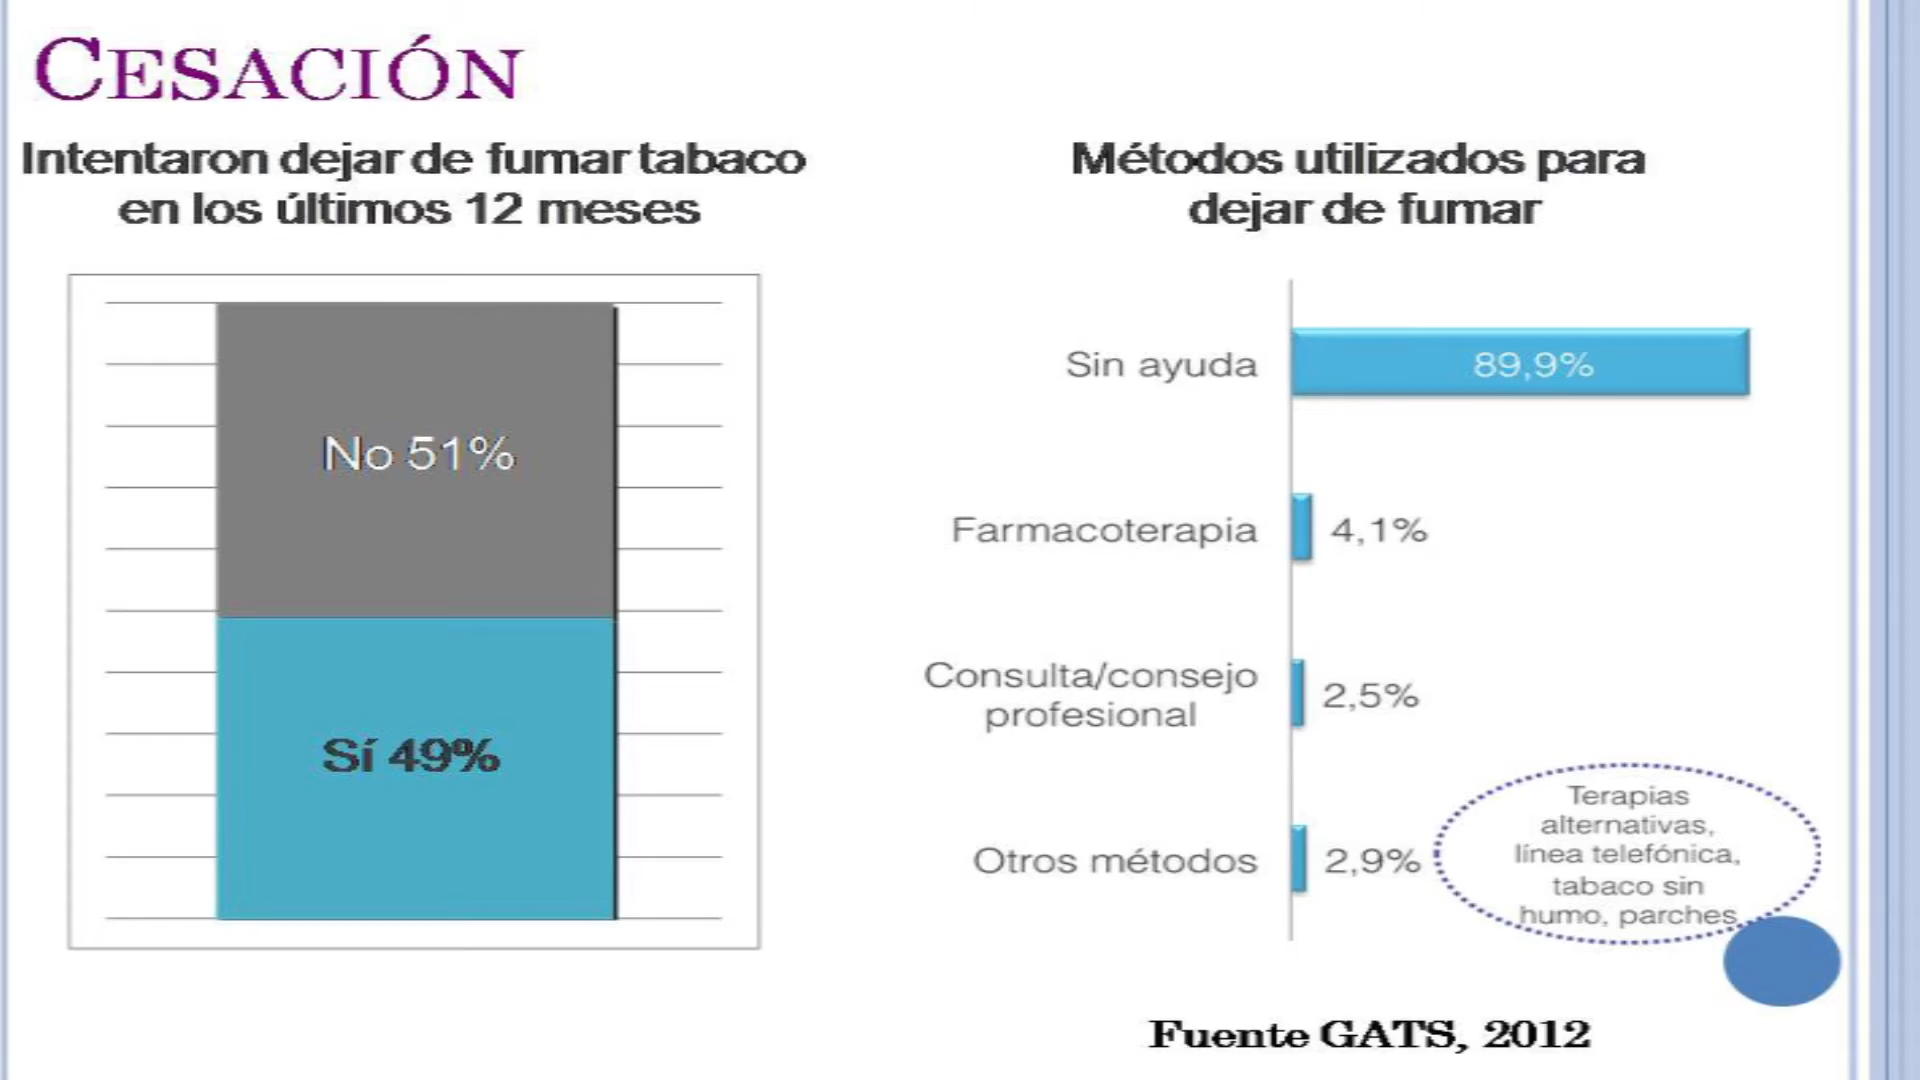 CESACIÓN
Intentaron dejar de fumar tabaco
en los últimos 12 meses
No 51%
Sí 49%
Métodos utilizados para
dejar de fumar
Sin ayuda 89,9%
Farmacoterapia 4,1%
Consulta/consejo
profesional 2,5%
Otros métodos 2,9%
Terapias
alternativas,
línea telefónica,
tabaco sin
humo, parches
Fuente GATS, 2012